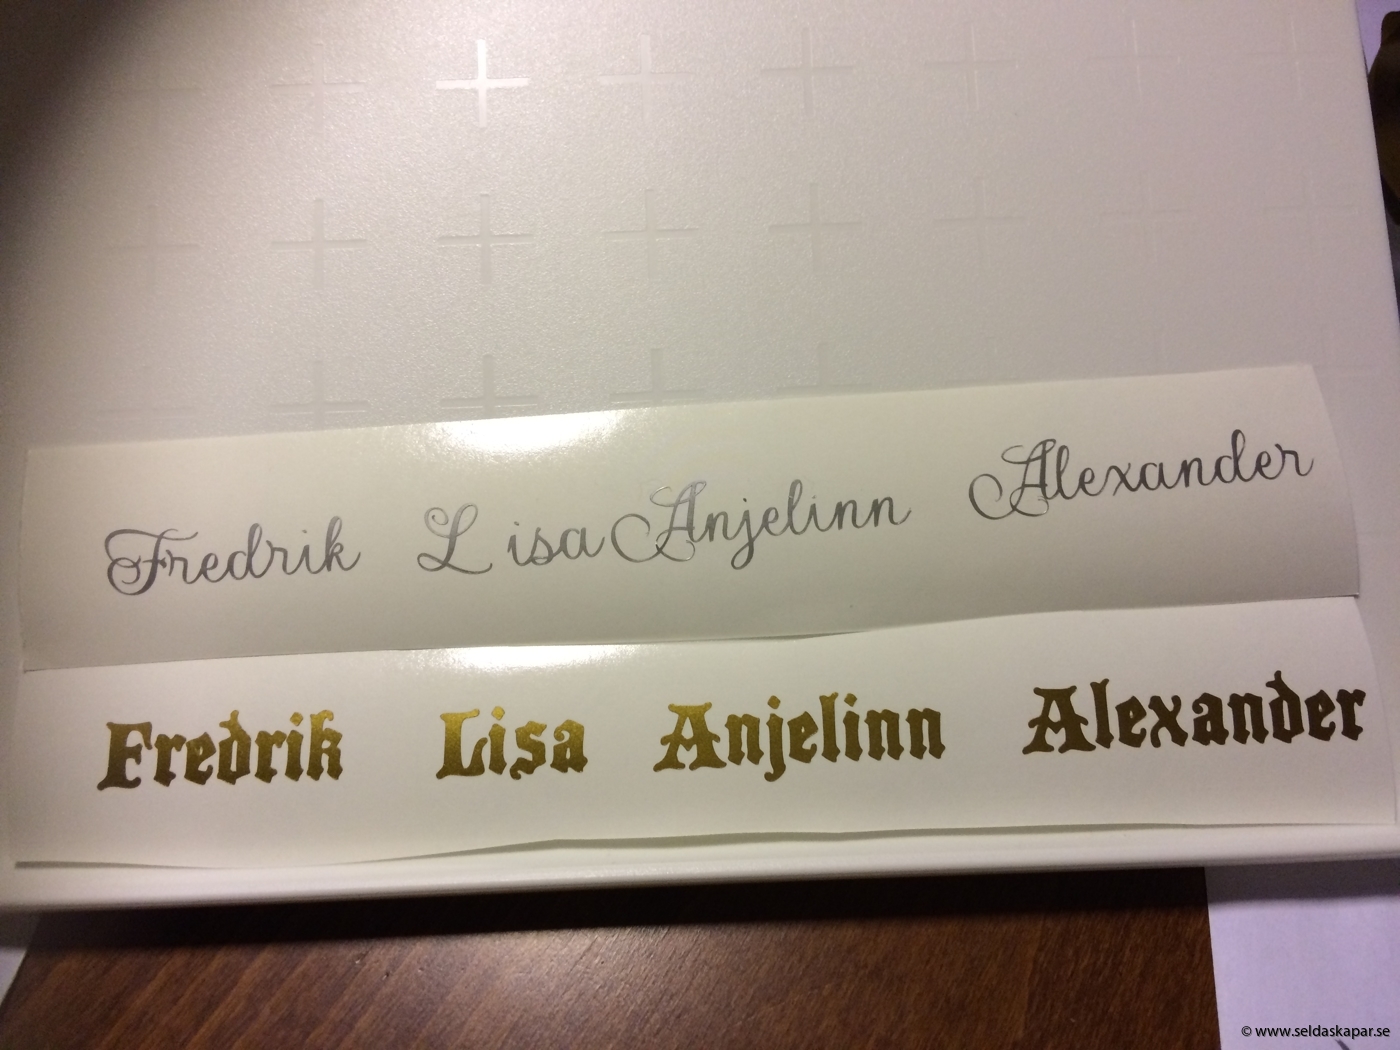 Fredrik Lisa Anjelinn Alexander
Fredrik Lisa Anjelinn Alexander
© www.seldaskapar.se